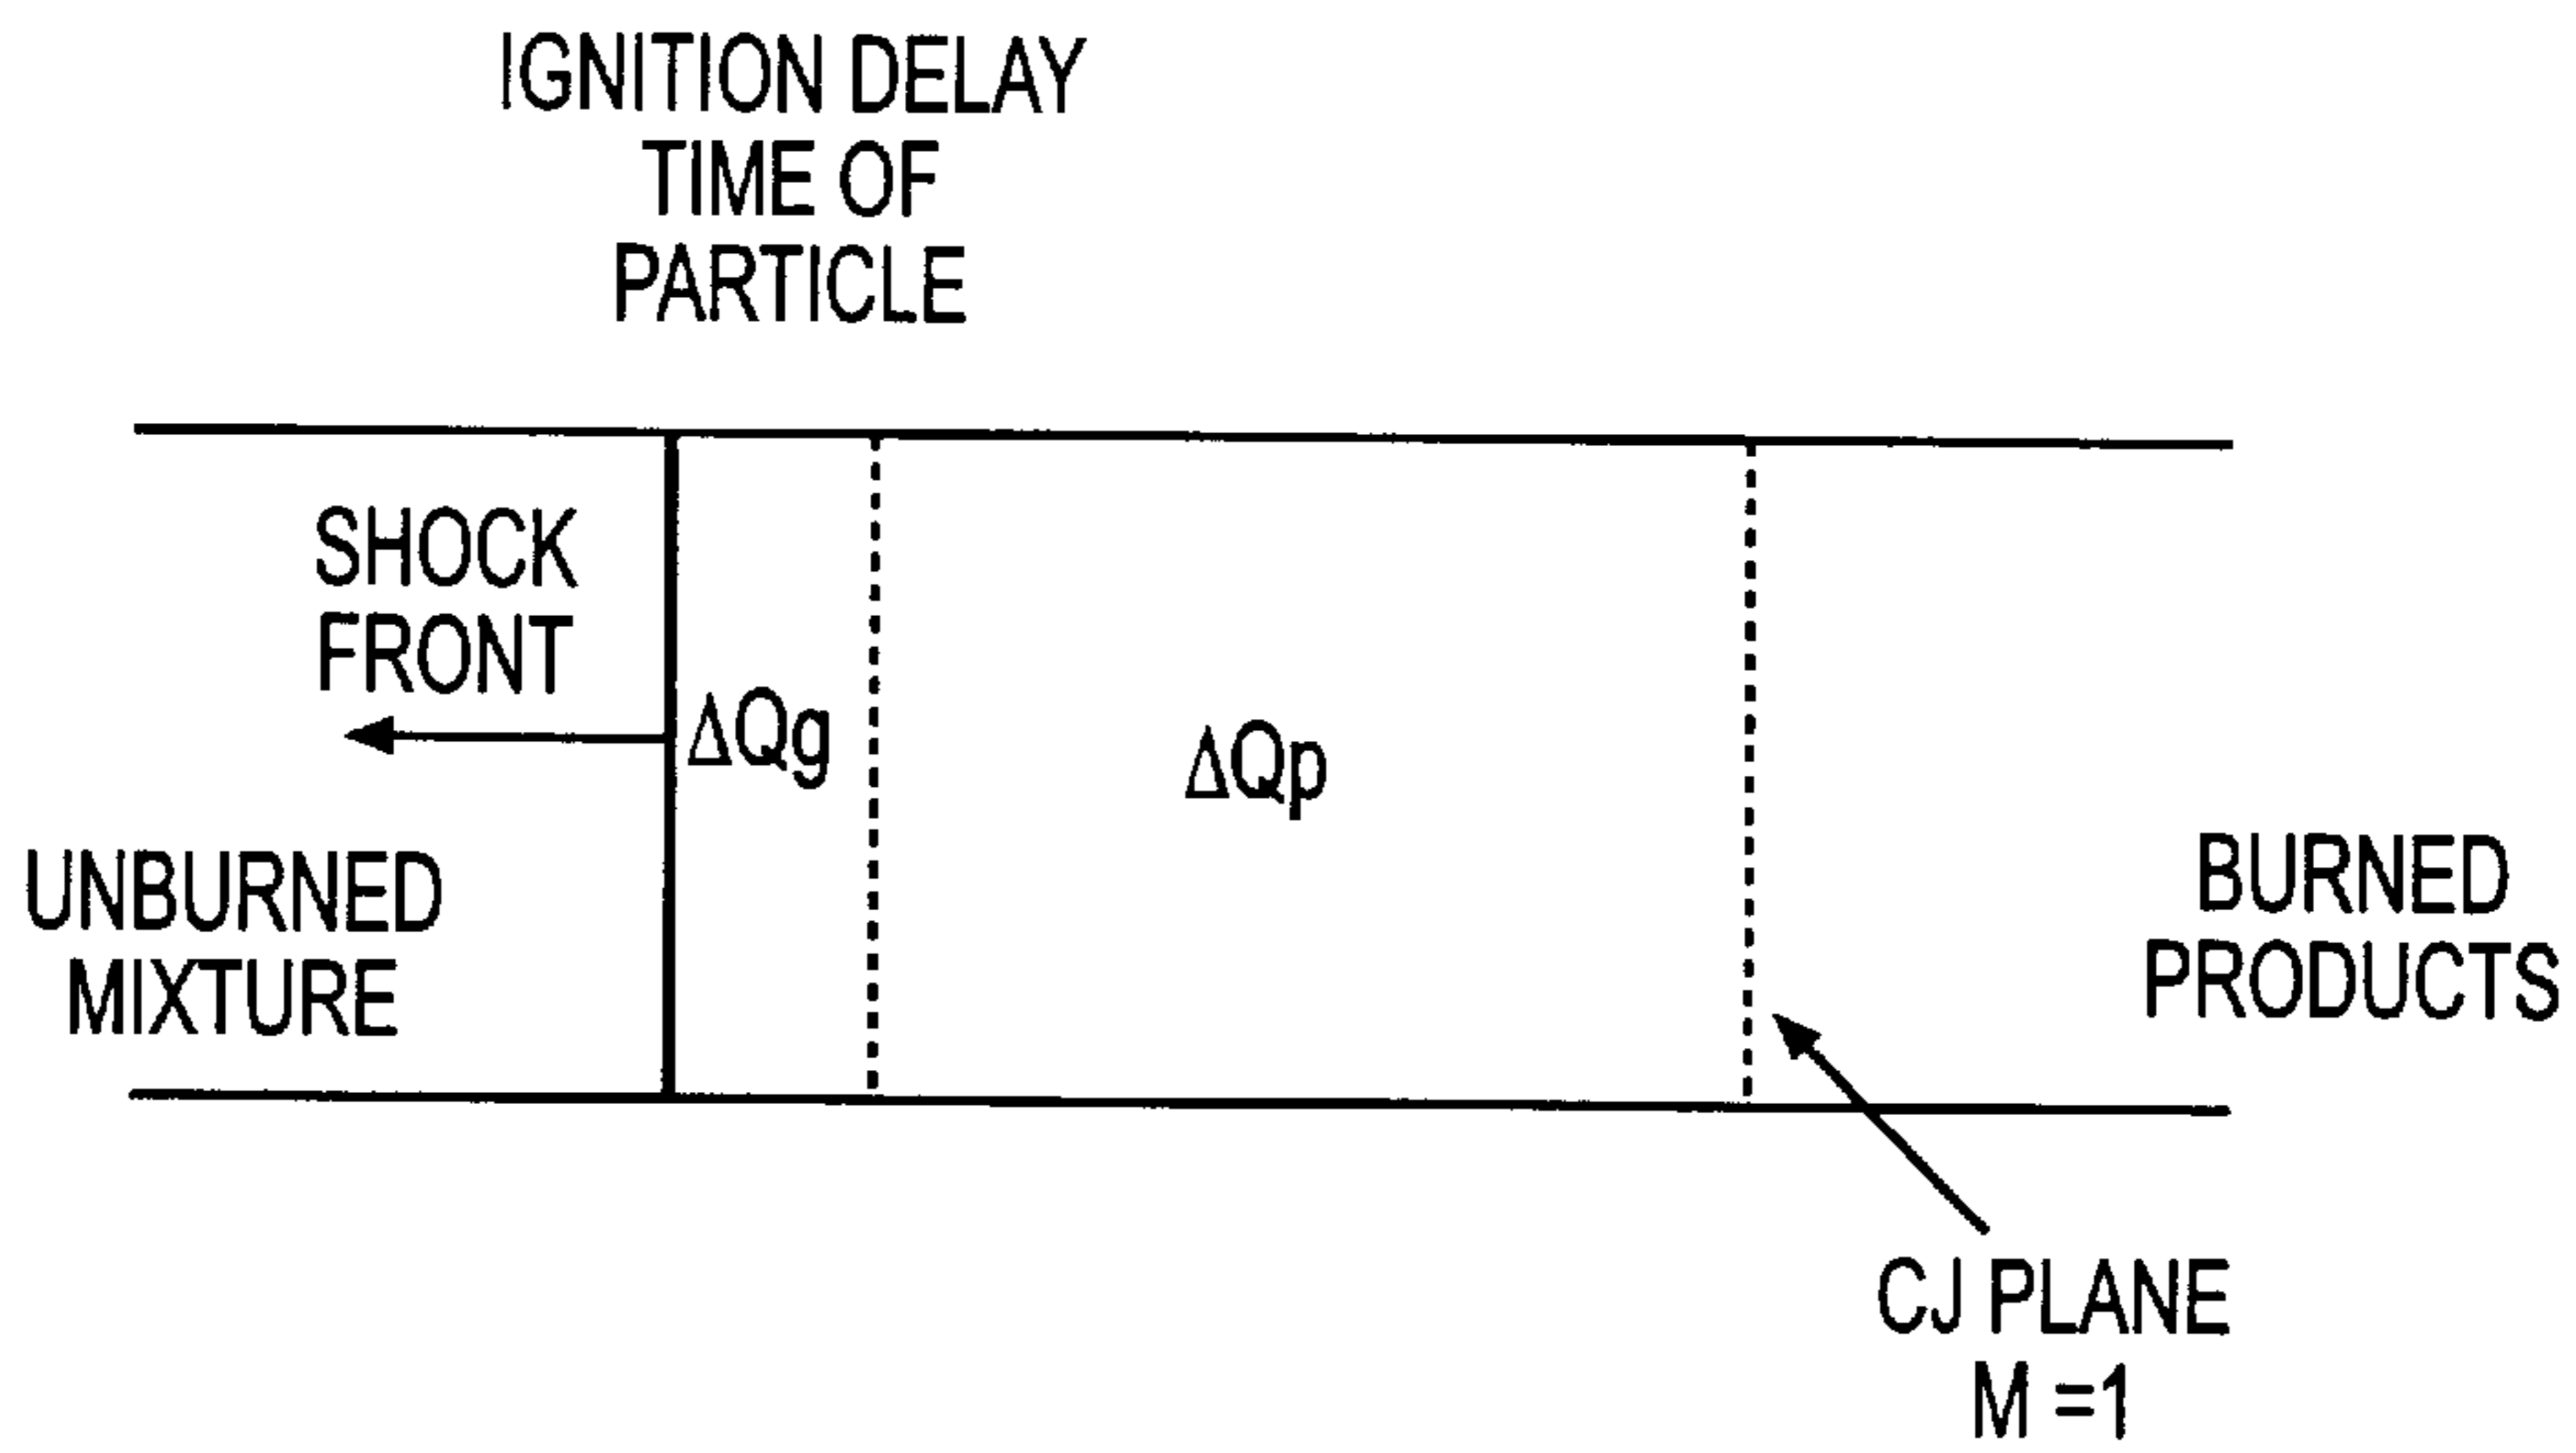 IGNITION DELAY
TIME OF
PARTICLE
SHOCK
FRONT
ΔQg
ΔQp
UNBURNED
MIXTURE
BURNED
PRODUCTS
CJ PLANE
M =1